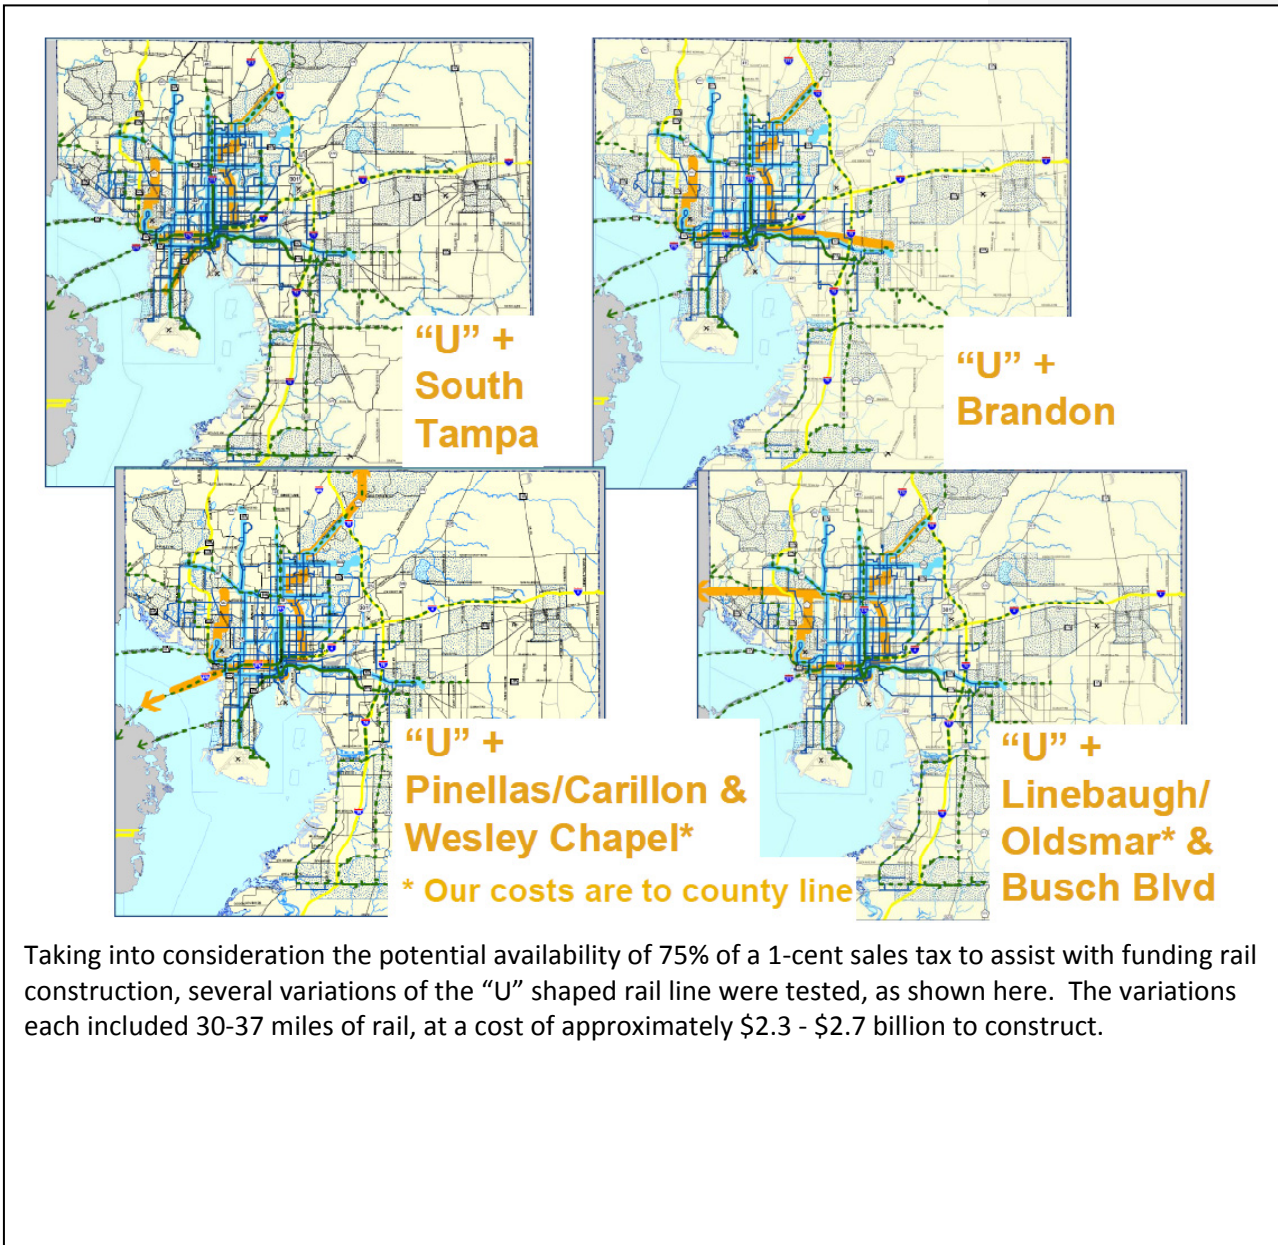 “U” +
South
Tampa
“U” +
Brandon
“U” +
Pinellas/Carillon &
Wesley Chapel*
* Our costs are to county line
“U” +
Linebaugh/
Oldsmar* &
Busch Blvd
Taking into consideration the potential availability of 75% of a 1-cent sales tax to assist with funding rail
construction, several variations of the “U” shaped rail line were tested, as shown here.  The variations
each included 30-37 miles of rail, at a cost of approximately $2.3 - $2.7 billion to construct.